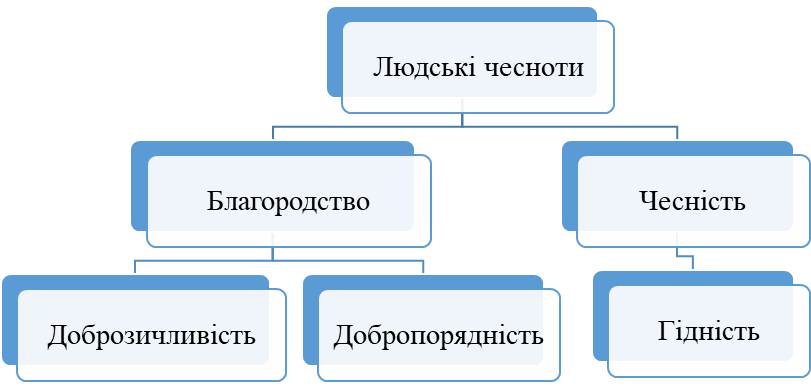 Людські чесноти
Благородство
Чесність
Доброзичливість
Добропорядність
Гідність